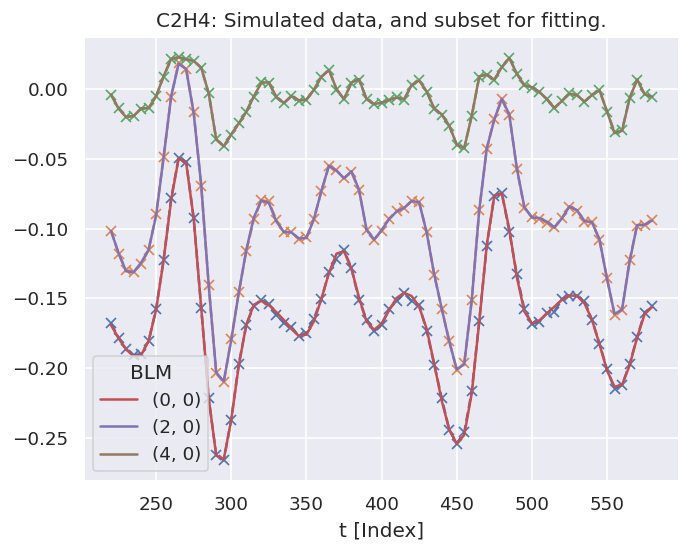 C2H4: Simulated data, and subset for fitting.
0.00
−0.05
−0.10
−0.15
−0.20
−0.25
BLM
(0, 0)
(2, 0)
(4, 0)
250 300 350 400 450 500 550
t [Index]